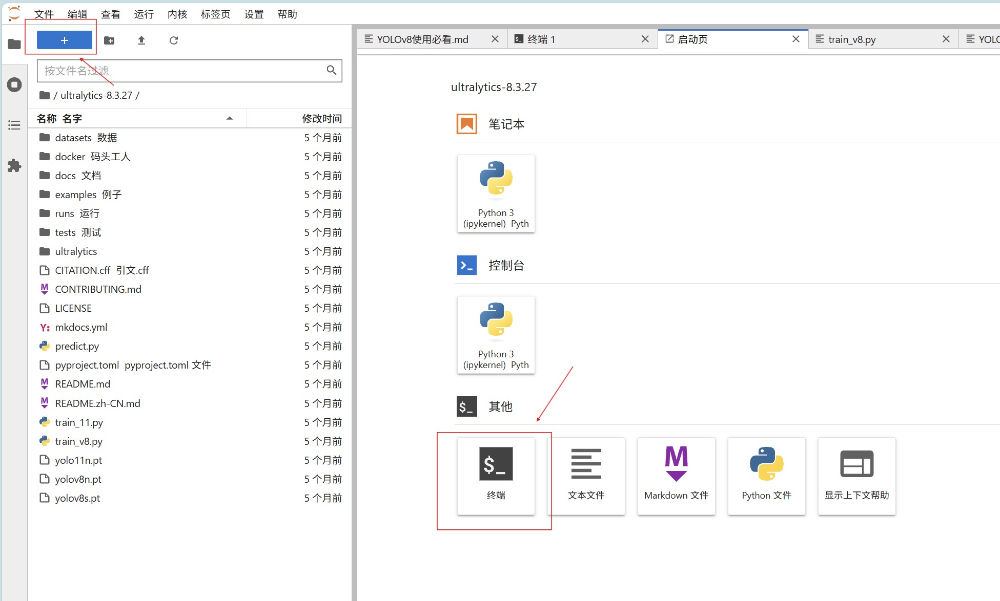 文件 编辑 查看 运行 内核 标签页 设置 帮助
+
按文件名过滤
/ ultralytics-8.3.27 /
名称 名字 修改时间
datasets 数据 5 个月前
docker 码头工人 5 个月前
docs 文档 5 个月前
examples 例子 5 个月前
runs 运行 5 个月前
tests 测试 5 个月前
ultralytics 5 个月前
CITATION.cff 引文.cff 5 个月前
CONTRIBUTING.md 5 个月前
LICENSE 5 个月前
mkdocs.yml 5 个月前
predict.py 5 个月前
pyproject.toml pyproject.toml 文件 5 个月前
README.md 5 个月前
README.zh-CN.md 5 个月前
train_11.py 5 个月前
train_v8.py 5 个月前
yolo11n.pt 5 个月前
yolov8n.pt 5 个月前
yolov8s.pt 5 个月前
YOLOv8使用必看.md 终端 1 启动页 train_v8.py YOLO
ultralytics-8.3.27
笔记本
Python 3
(ipykernel) Pyth
控制台
Python 3
(ipykernel) Pyth
$_ 其他
$_
终端 文本文件 Markdown 文件 Python 文件 显示上下文帮助